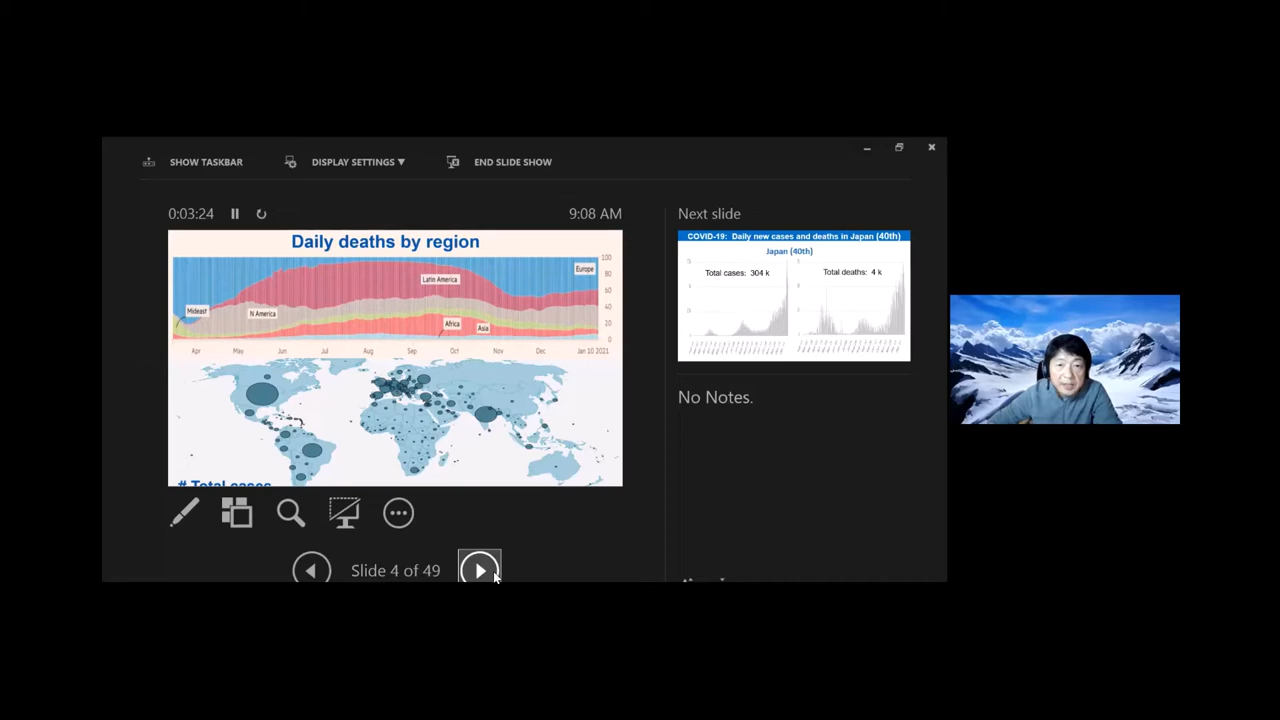 SHOW TASKBAR
DISPLAY SETTINGS ▼
END SLIDE SHOW
0:03:24
9:08 AM
Daily deaths by region
100
80
60
40
20
0
Europe
Latin America
Mideast
N America
Africa
Asia
Apr
May
Jun
Jul
Aug
Sep
Oct
Nov
Dec
Jan 10 2021
# Total cases
Slide 4 of 49
Next slide
COVID-19: Daily new cases and deaths in Japan (40th)
Japan (40th)
Total cases: 304 k
Total deaths: 4 k
No Notes.